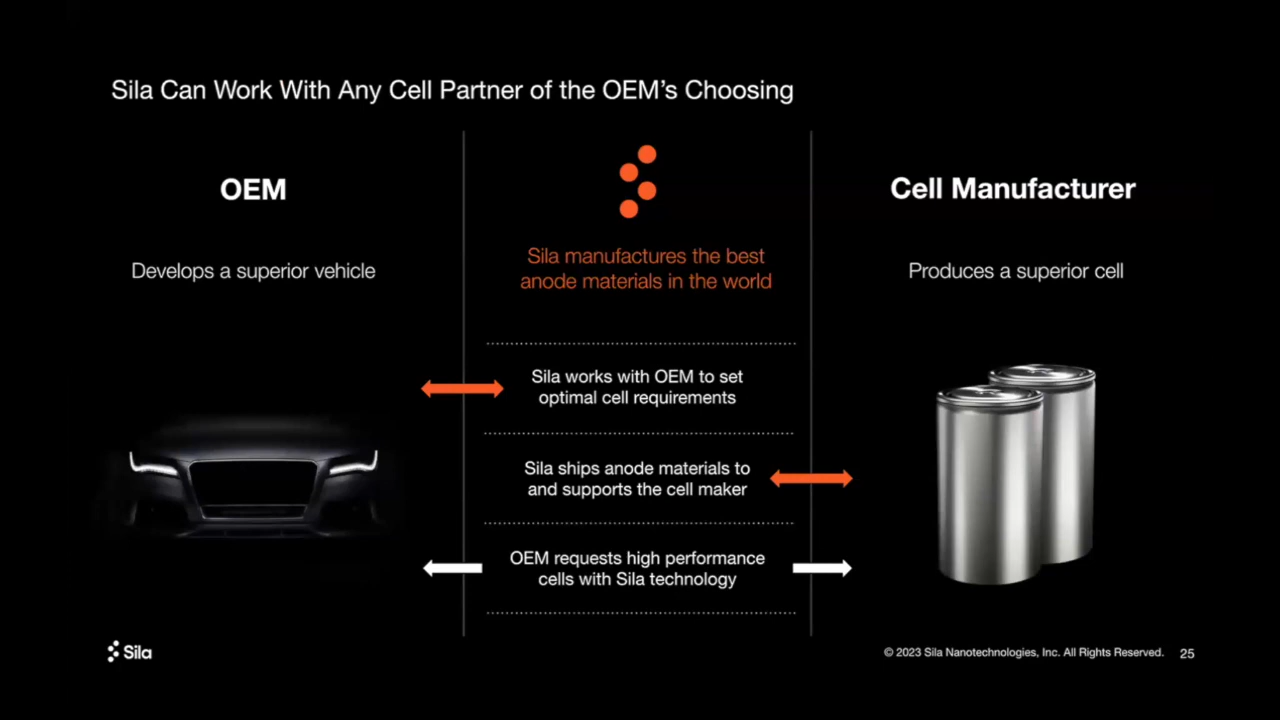 Sila Can Work With Any Cell Partner of the OEM's Choosing
OEM
Develops a superior vehicle
Sila manufactures the best
anode materials in the world
Sila works with OEM to set
optimal cell requirements
Sila ships anode materials to
and supports the cell maker
OEM requests high performance
cells with Sila technology
Cell Manufacturer
Produces a superior cell
Sila
© 2023 Sila Nanotechnologies, Inc. All Rights Reserved. 25